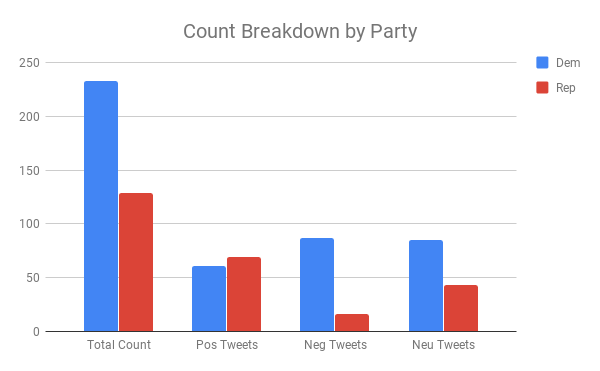 Count Breakdown by Party
Dem
Rep
250
200
150
100
50
0
Total Count
Pos Tweets
Neg Tweets
Neu Tweets